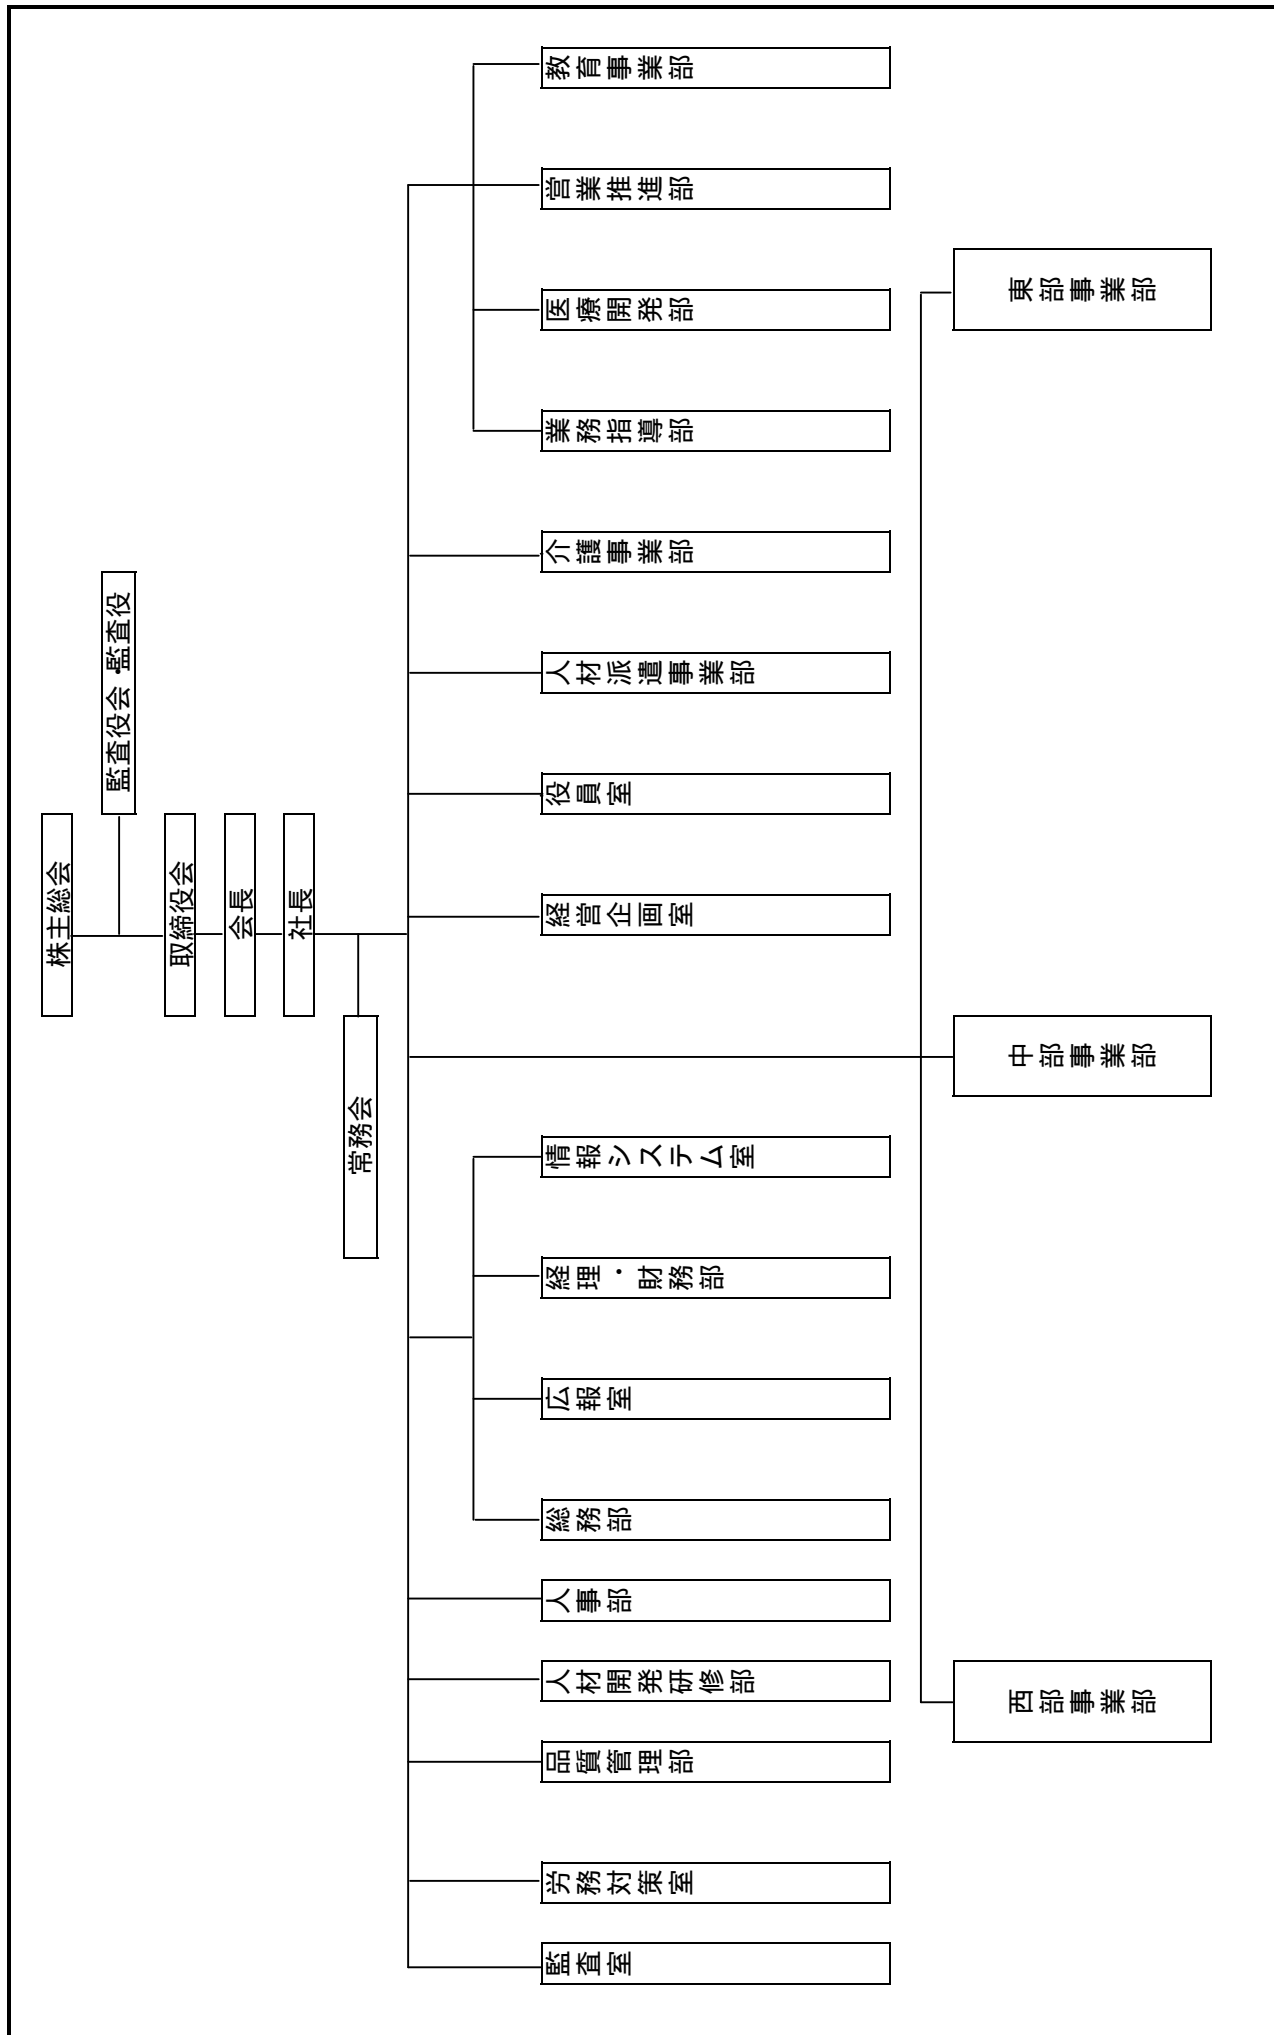 株主総会
監査役会・監査役
取締役会
会長
社長
常務会
監査室
労務対策室
品質管理部
人材開発研修部
人事部
総務部
広報室
経理・財務部
情報システム室
経営企画室
役員室
人材派遣事業部
介護事業部
業務指導部
医療開発部
営業推進部
教育事業部
西部事業部
中部事業部
東部事業部